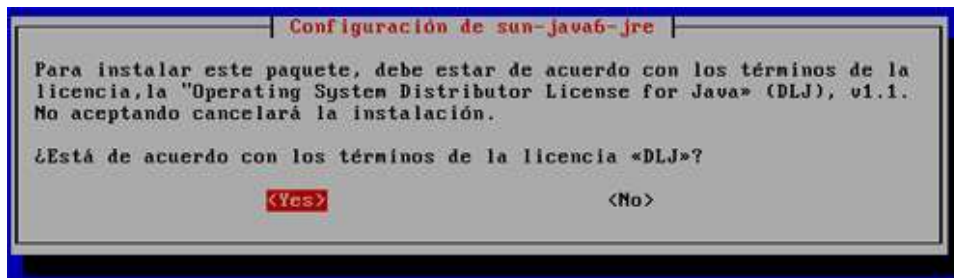 Configuración de sun-java6-jre
Para instalar este paquete, debe estar de acuerdo con los términos de la
licencia,la "Operating System Distributor License for Java» (DLJ), v1.1.
No aceptando cancelará la instalación.
¿Está de acuerdo con los términos de la licencia «DLJ»?
<Yes> <No>